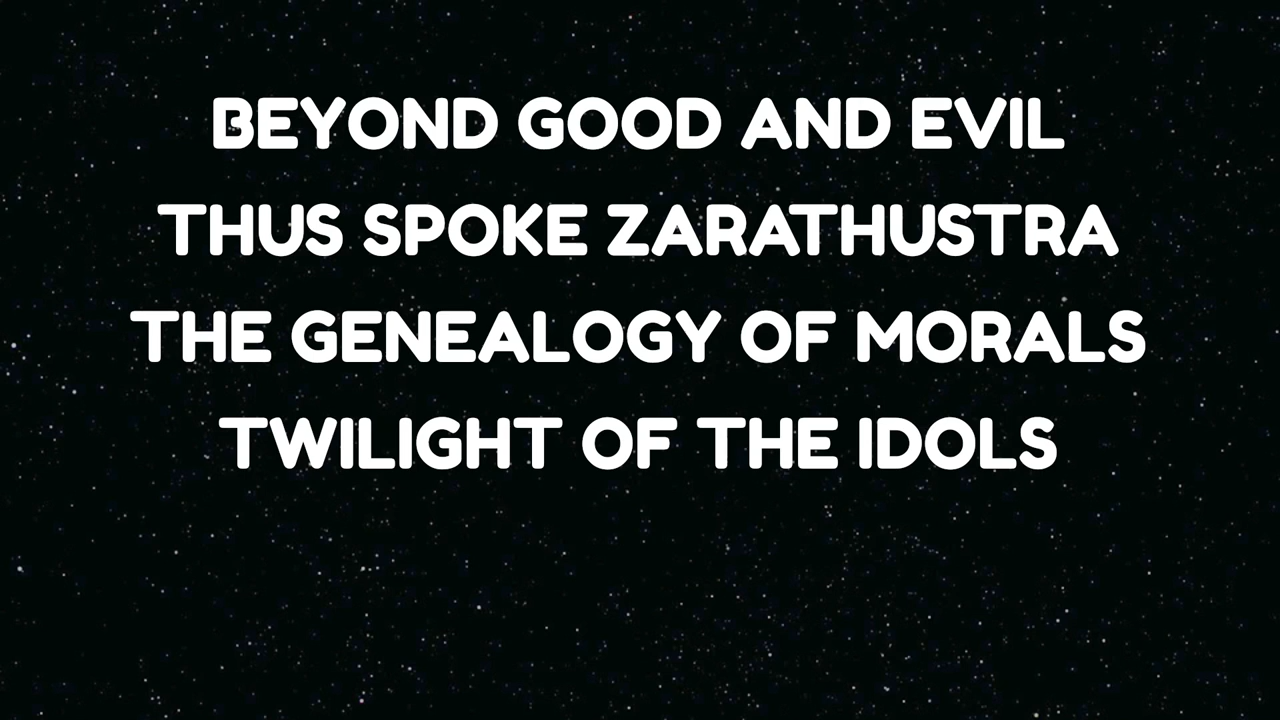 BEYOND GOOD AND EVIL
THUS SPOKE ZARATHUSTRA
THE GENEALOGY OF MORALS
TWILIGHT OF THE IDOLS